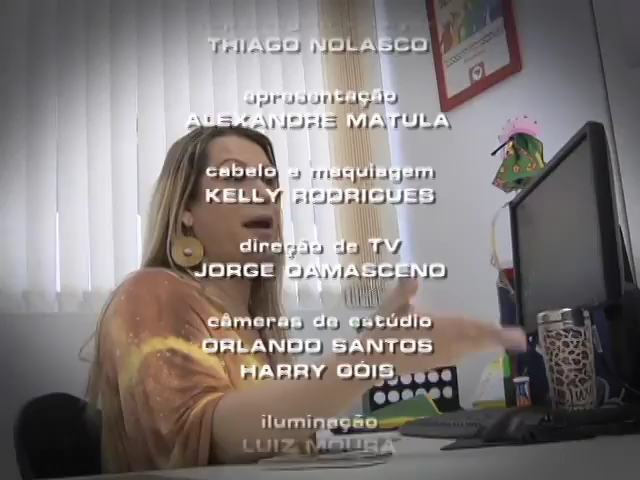 THIAGO NOLASCO
apresentação
ALEXANDRE MATULA
cabelo e maquiagem
KELLY RODRIGUES
direção de TV
JORGE DAMASCENO
câmeras de estúdio
ORLANDO SANTOS
HARRY GÓIS
iluminação
LUIZ MOURA